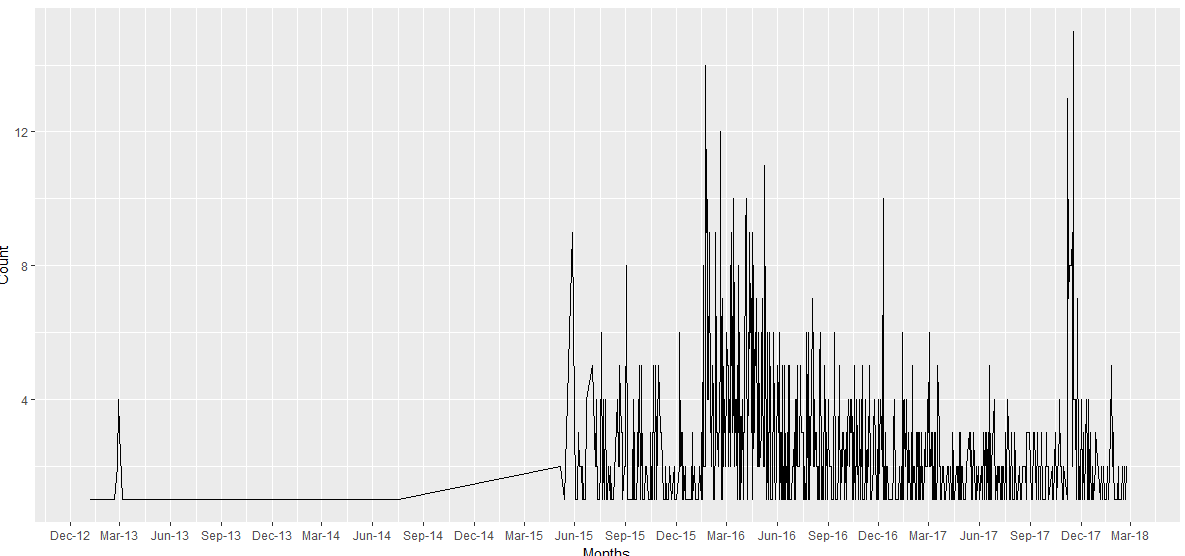 12
8
4
Count
Dec-12 Mar-13 Jun-13 Sep-13 Dec-13 Mar-14 Jun-14 Sep-14 Dec-14 Mar-15 Jun-15 Sep-15 Dec-15 Mar-16 Jun-16 Sep-16 Dec-16 Mar-17 Jun-17 Sep-17 Dec-17 Mar-18
Months